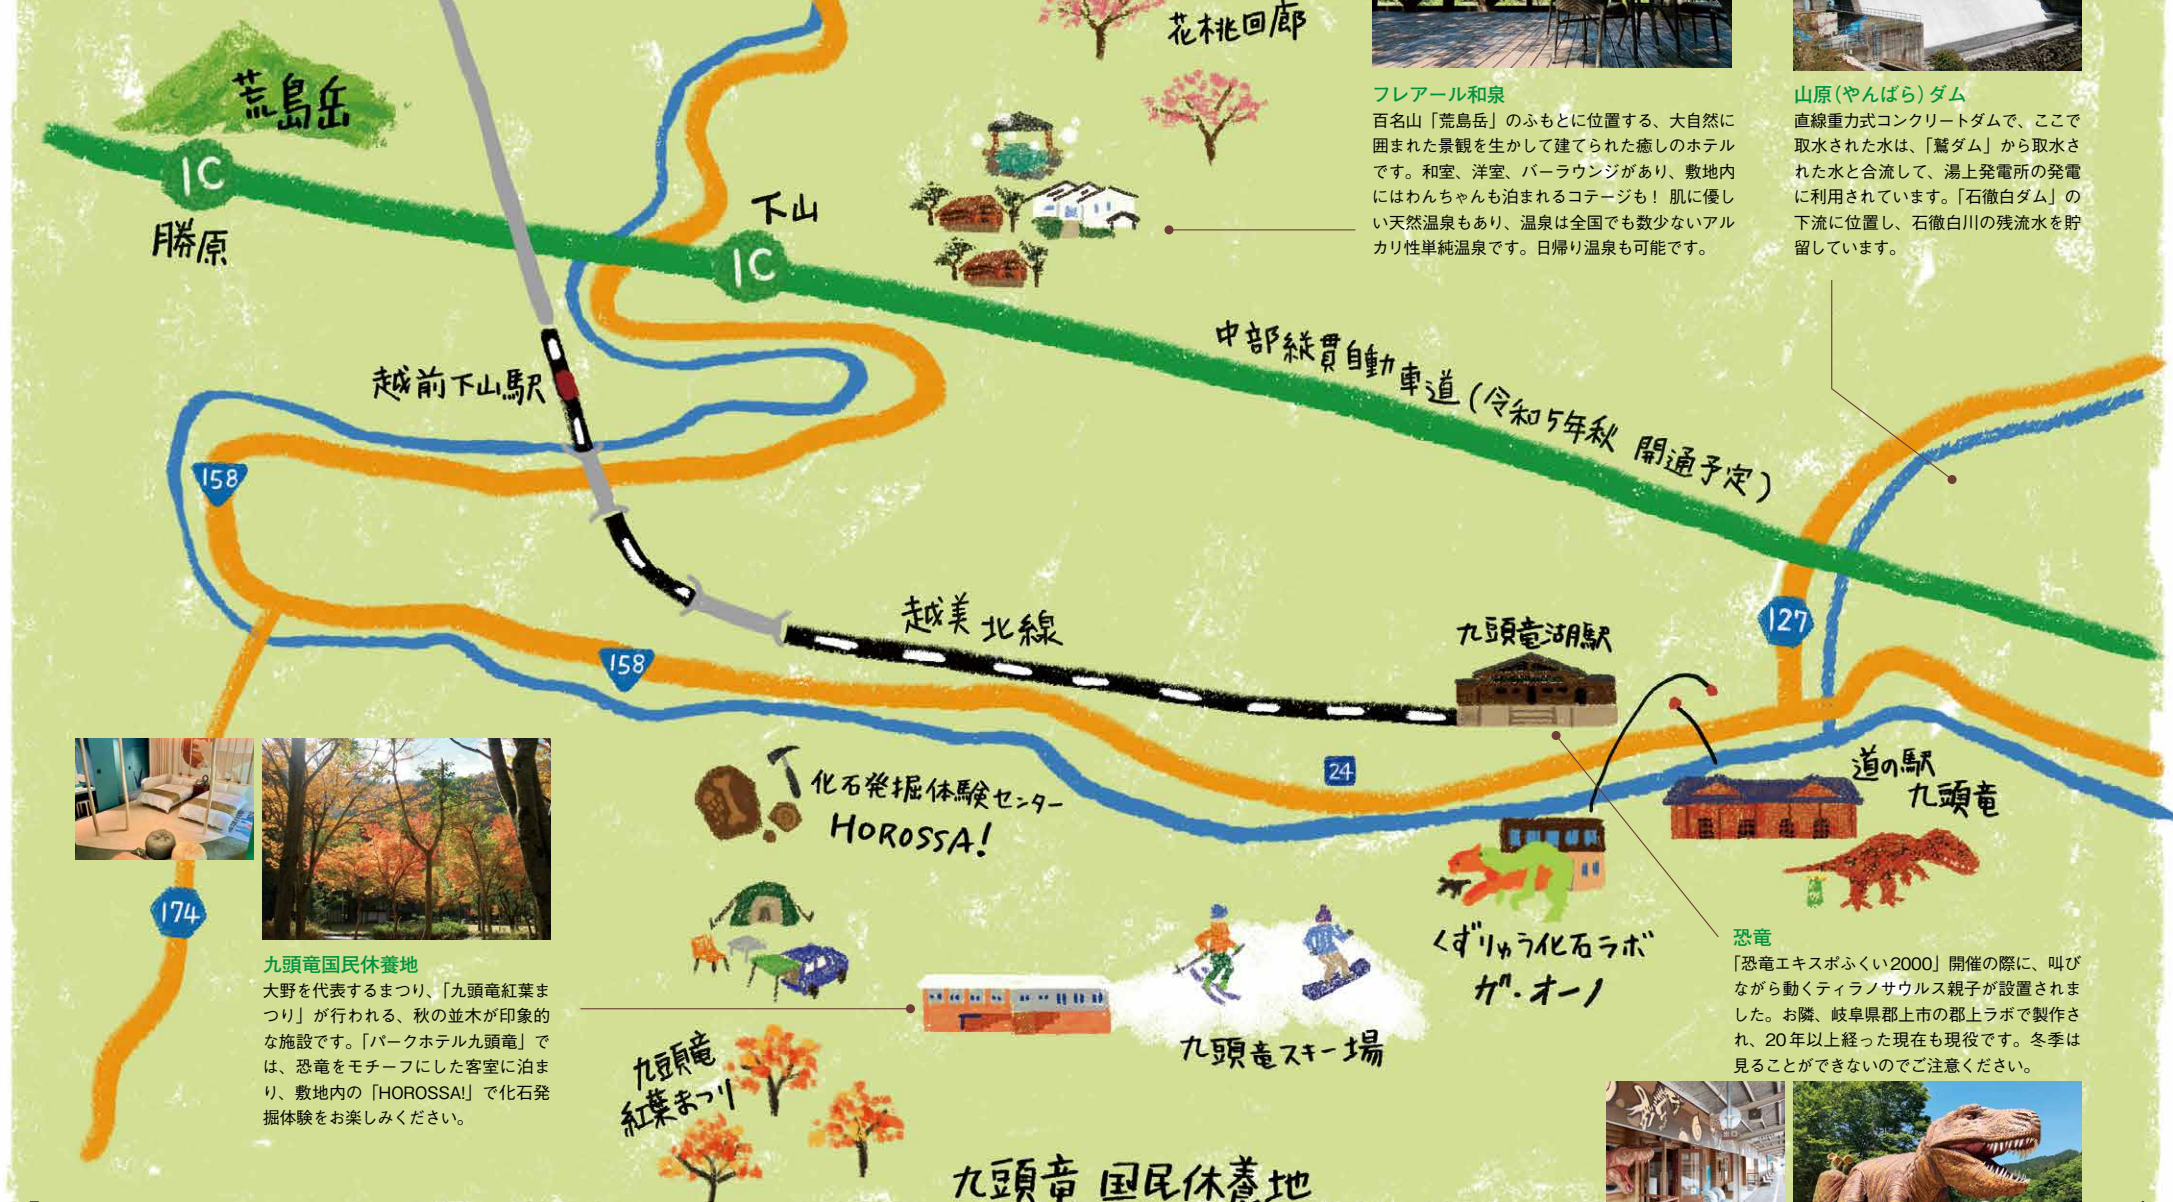 花桃回廊
荒島岳
IC
勝原
下山
IC
フレアール和泉
百名山「荒島岳」のふもとに位置する、大自然に
囲まれた景観を生かして建てられた癒しのホテル
です。和室、洋室、バーラウンジがあり、敷地内
にはわんちゃんも泊まれるコテージも！ 肌に優し
い天然温泉もあり、温泉は全国でも数少ないアル
カリ性単純温泉です。日帰り温泉も可能です。
山原（やんばら）ダム
直線重力式コンクリートダムで、ここで
取水された水は、「鷲ダム」から取水さ
れた水と合流して、湯上発電所の発電
に利用されています。「石徹白ダム」の
下流に位置し、石徹白川の残流水を貯
留しています。
中部縦貫自動車道（令和5年秋 開通予定）
越前下山駅
158
158
越美北線
九頭竜湖駅
127
24
道の駅
九頭竜
化石発掘体験センター
HOROSSA!
174
くずりゅう化石ラボ
ガ・オーノ
九頭竜スキー場
九頭竜国民休養地
大野を代表するまつり、「九頭竜紅葉ま
つり」が行われる、秋の並木が印象的
な施設です。「パークホテル九頭竜」で
は、恐竜をモチーフにした客室に泊ま
り、敷地内の「HOROSSA!」で化石発
掘体験をお楽しみください。
九頭竜
紅葉まつり
恐竜
「恐竜エキスポふくい2000」開催の際に、叫び
ながら動くティラノサウルス親子が設置されま
した。お隣、岐阜県郡上市の郡上ラボで製作さ
れ、20年以上経った現在も現役です。冬季は
見ることができないのでご注意ください。
九頭竜 国民休養地